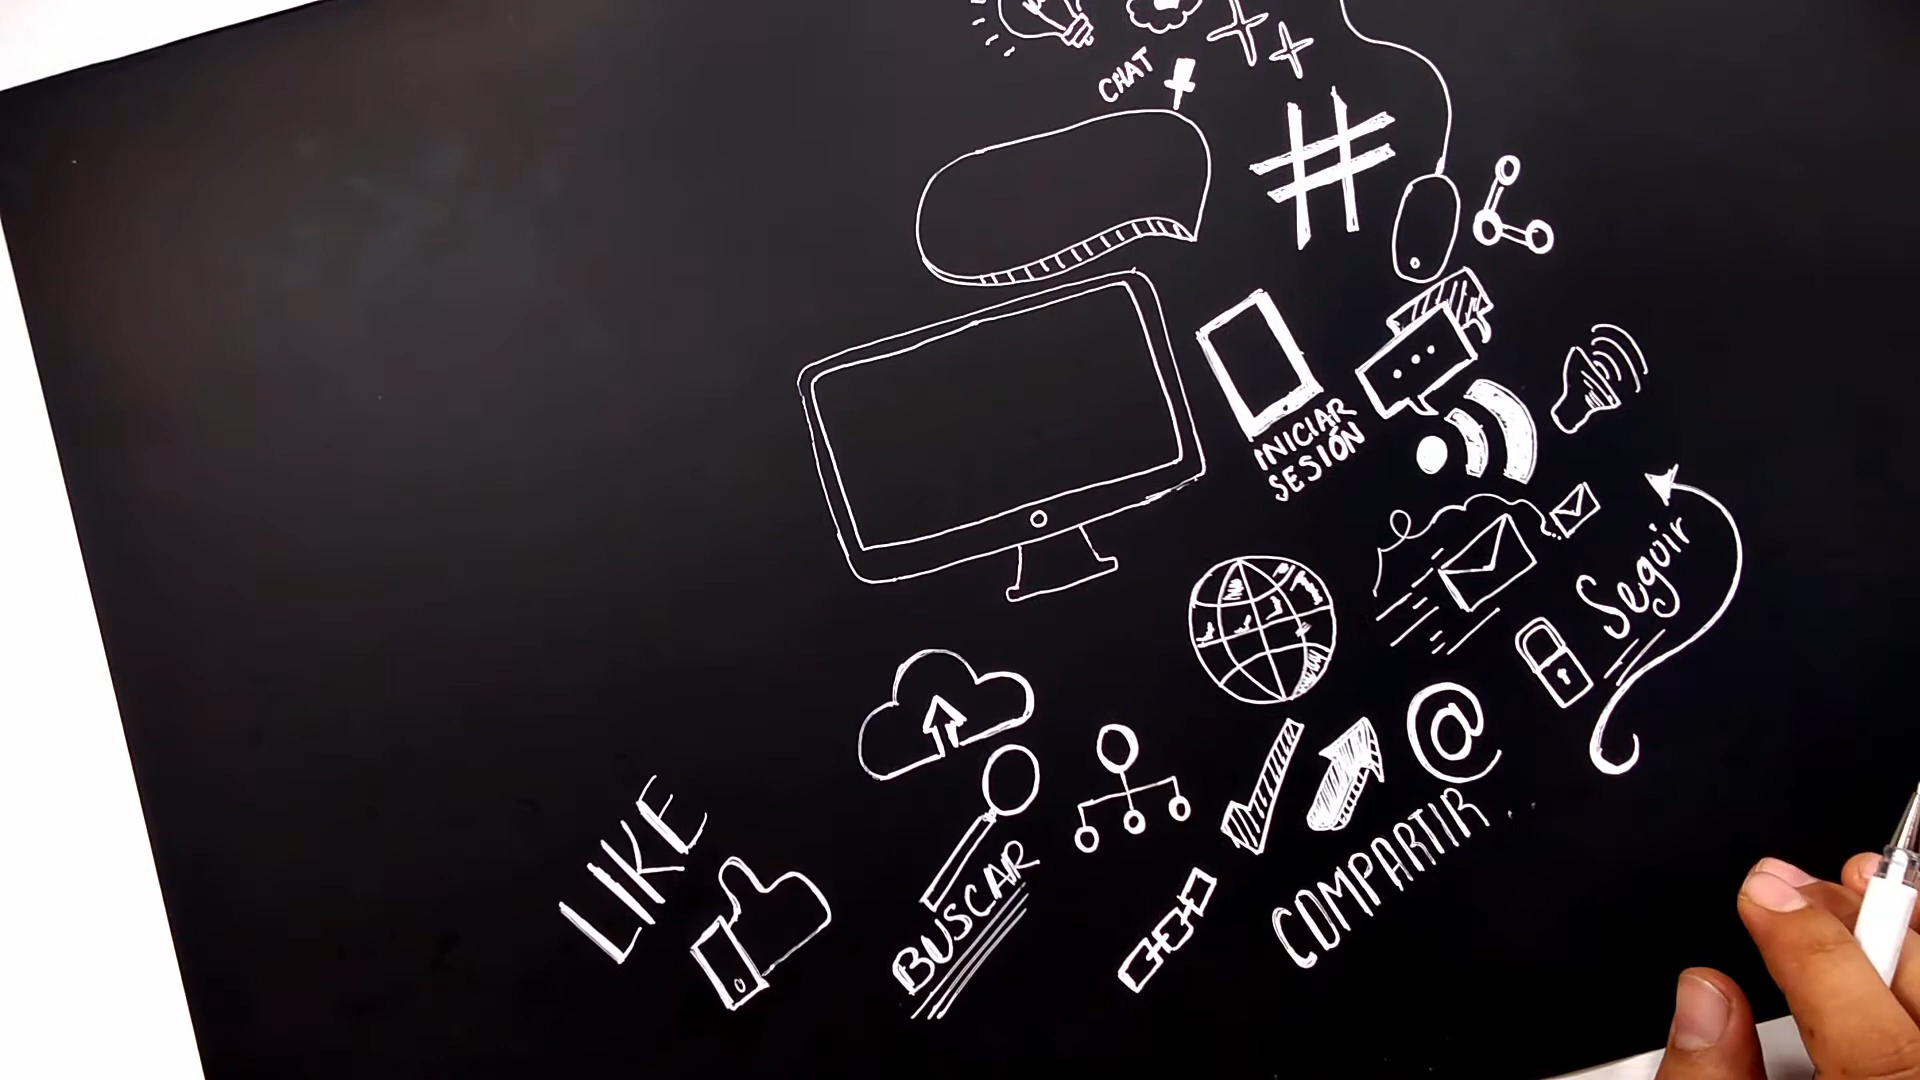 CHAT
#
INICIAR
SESIÓN
Seguir
@
LIKE
BUSCAR
COMPARTIR